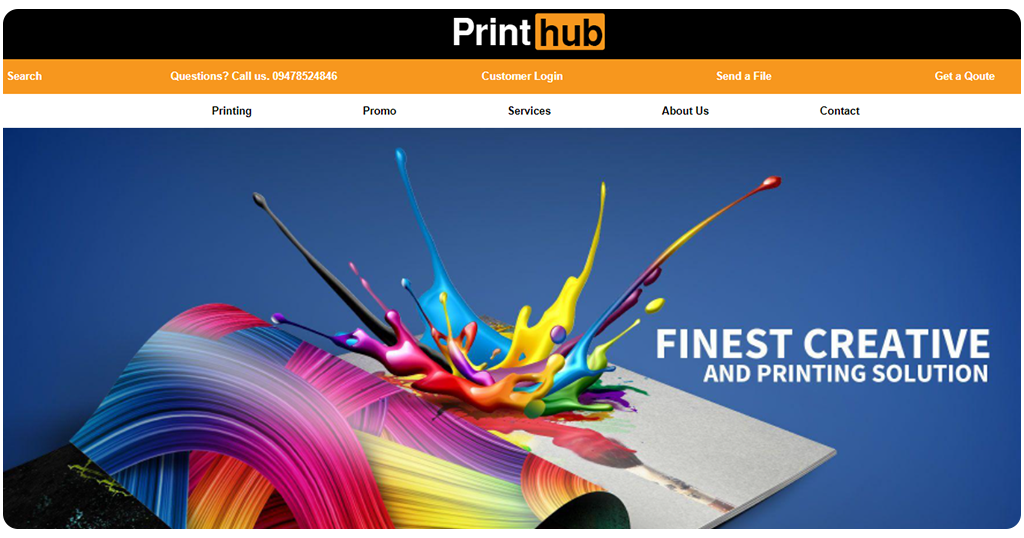 Print hub
Search Questions? Call us. 09478524846 Customer Login Send a File Get a Qoute
Printing Promo Services About Us Contact
FINEST CREATIVE
AND PRINTING SOLUTION